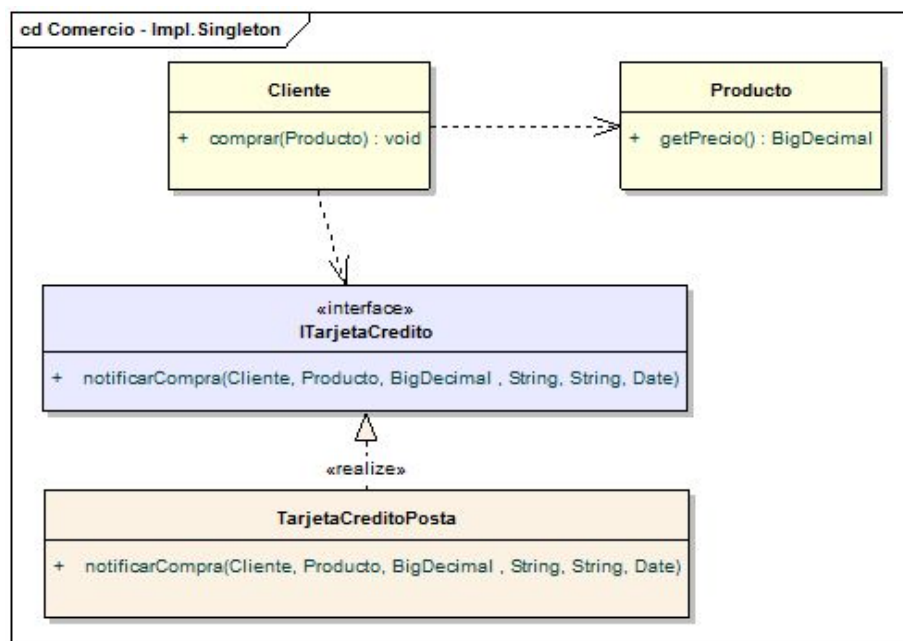 cd Comercio - Impl.Singleton
Cliente
+ comprar(Producto) : void
Producto
+ getPrecio() : BigDecimal
«interface»
ITarjetaCredito
+ notificarCompra(Cliente, Producto, BigDecimal , String, String, Date)
«realize»
TarjetaCreditoPosta
+ notificarCompra(Cliente, Producto, BigDecimal , String, String, Date)